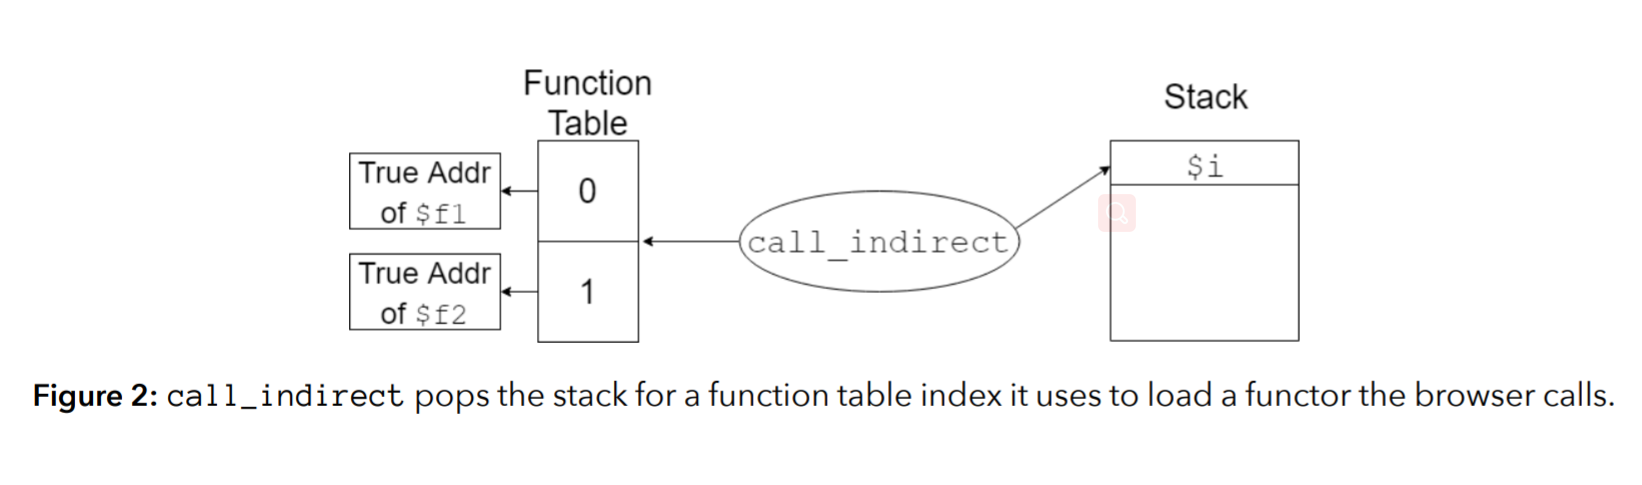 Function
Table
Stack
True Addr
of $f1
0
$i
call_indirect
True Addr
of $f2
1
Figure 2: call_indirect pops the stack for a function table index it uses to load a functor the browser calls.